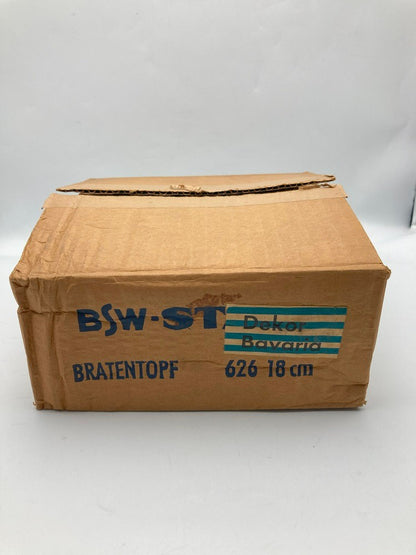 BSW-ST
Dekor
Bavaria
BRATENTOPF 626 18 cm